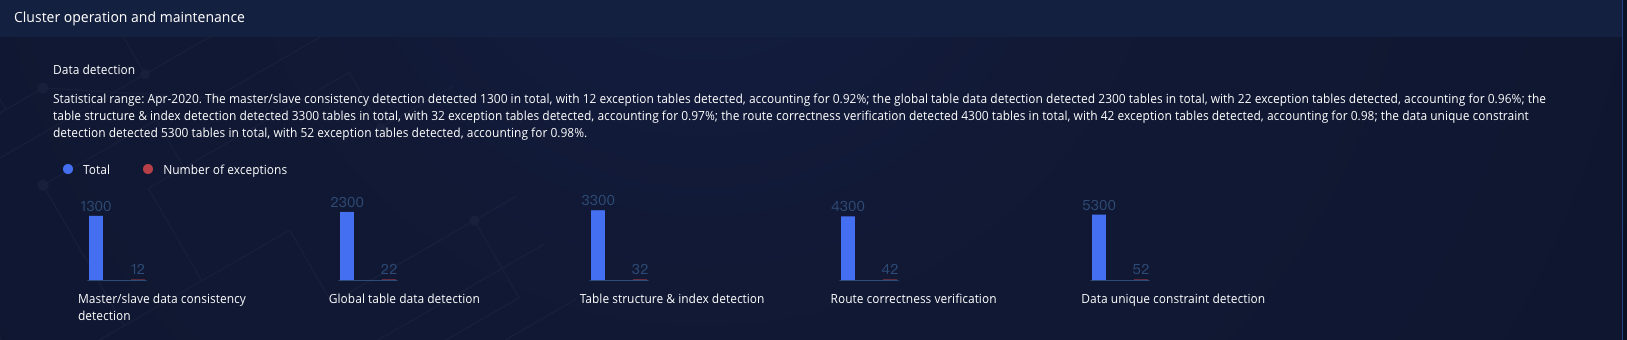 Cluster operation and maintenance
Data detection
Statistical range: Apr-2020. The master/slave consistency detection detected 1300 in total, with 12 exception tables detected, accounting for 0.92%; the global table data detection detected 2300 tables in total, with 22 exception tables detected, accounting for 0.96%; the
table structure & index detection detected 3300 tables in total, with 32 exception tables detected, accounting for 0.97%; the route correctness verification detected 4300 tables in total, with 42 exception tables detected, accounting for 0.98; the data unique constraint
detection detected 5300 tables in total, with 52 exception tables detected, accounting for 0.98%.
Total Number of exceptions
1300 2300 3300 4300 5300
12 22 32 42 52
Master/slave data consistency Global table data detection Table structure & index detection Route correctness verification Data unique constraint detection
detection